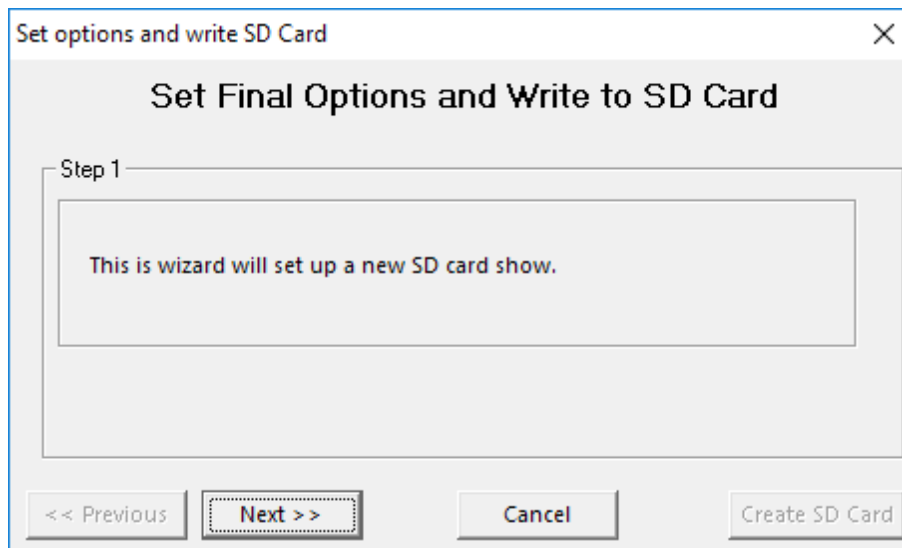 Set options and write SD Card
Set Final Options and Write to SD Card
Step 1
This is wizard will set up a new SD card show.
<< Previous
Next >>
Cancel
Create SD Card